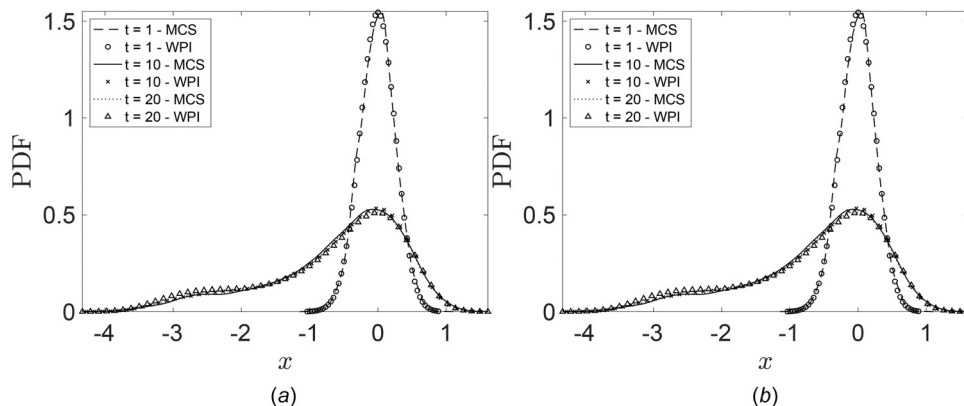 1.5
1
0.5
0
PDF
t = 1 - MCS
t = 1 - WPI
t = 10 - MCS
t = 10 - WPI
t = 20 - MCS
t = 20 - WPI
-4 -3 -2 -1 0 1
x
(a)
1.5
1
0.5
0
PDF
t = 1 - MCS
t = 1 - WPI
t = 10 - MCS
t = 10 - WPI
t = 20 - MCS
t = 20 - WPI
-4 -3 -2 -1 0 1
x
(b)